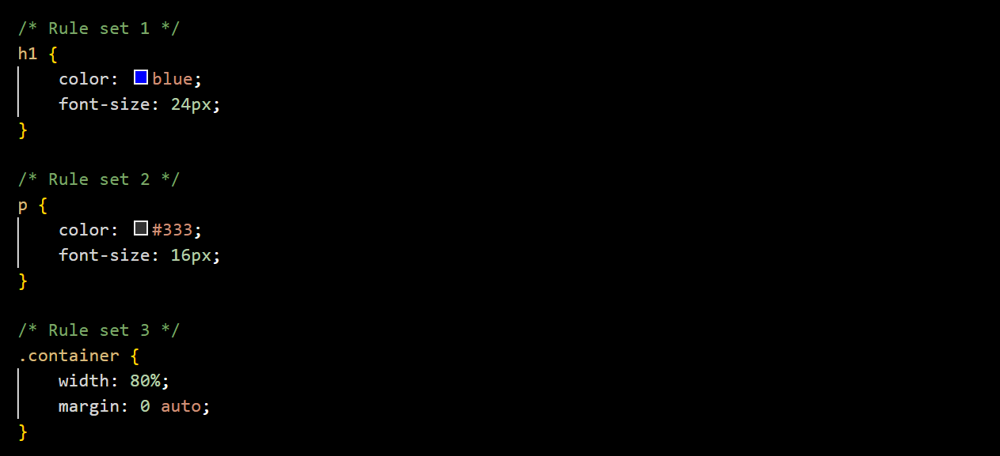 /* Rule set 1 */
h1 {
    color: blue;
    font-size: 24px;
}

/* Rule set 2 */
p {
    color: #333;
    font-size: 16px;
}

/* Rule set 3 */
.container {
    width: 80%;
    margin: 0 auto;
}